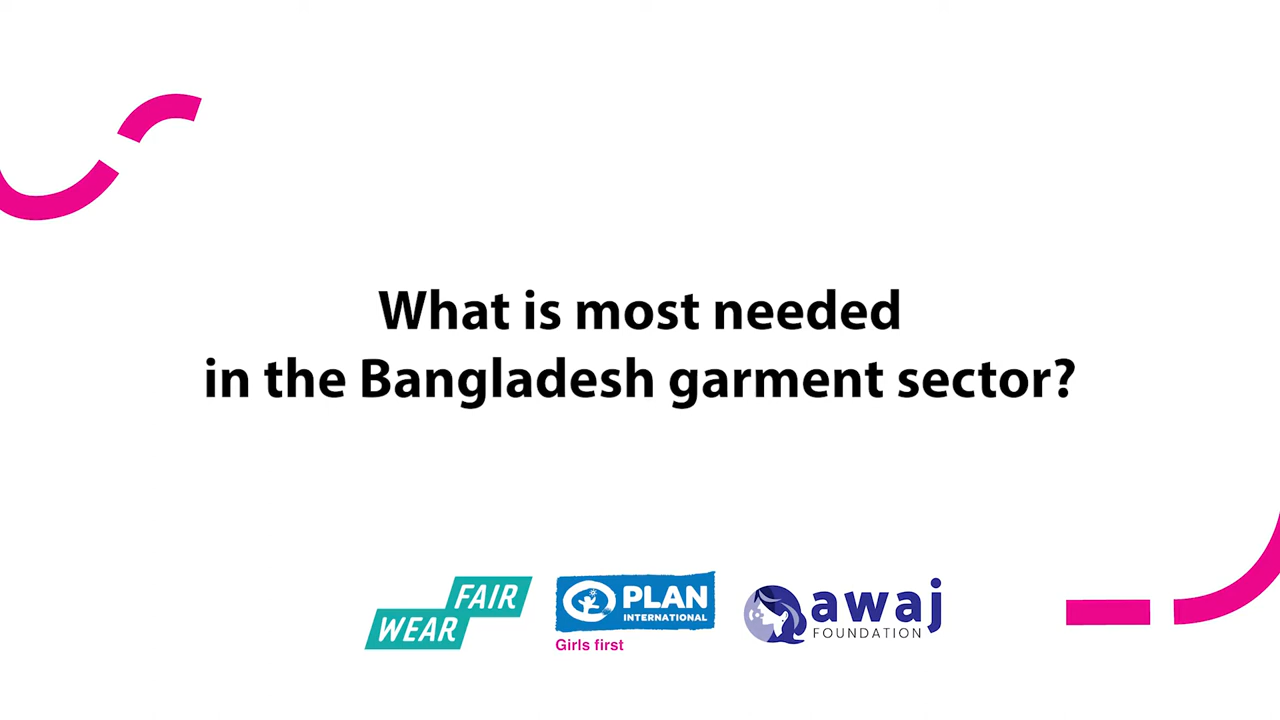 What is most needed
in the Bangladesh garment sector?
FAIR
WEAR
PLAN
INTERNATIONAL
Girls first
awaj
FOUNDATION